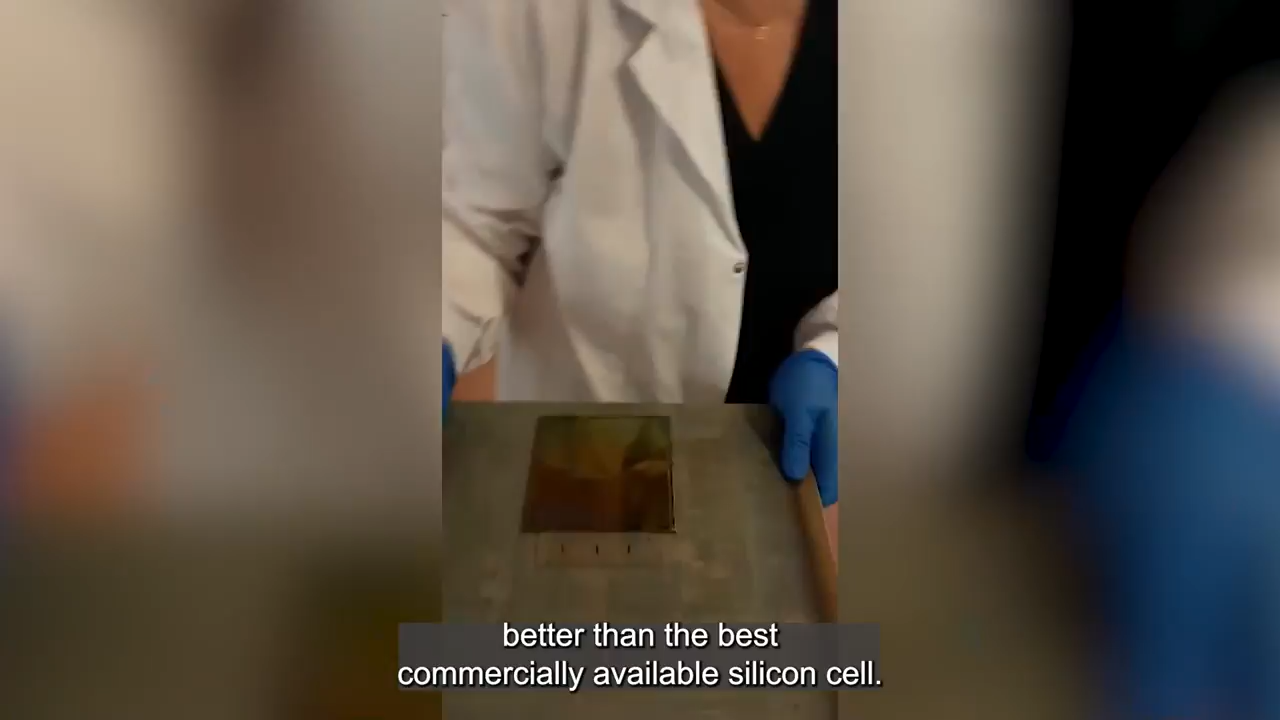 better than the best
commercially available silicon cell.